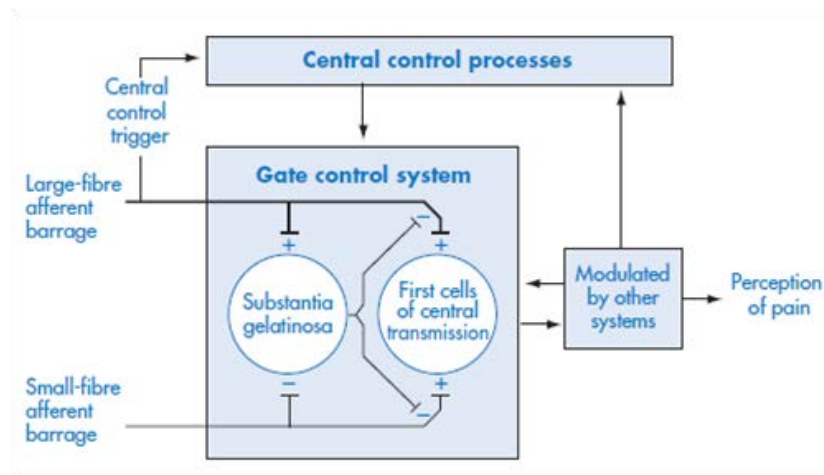 Central control processes
Central
control
trigger
Gate control system
Large-fibre
afferent
barrage
–
+
+
Substantia
gelatinosa
First cells
of central
transmission
Modulated
by other
systems
Perception
of pain
–
+
–
Small-fibre
afferent
barrage